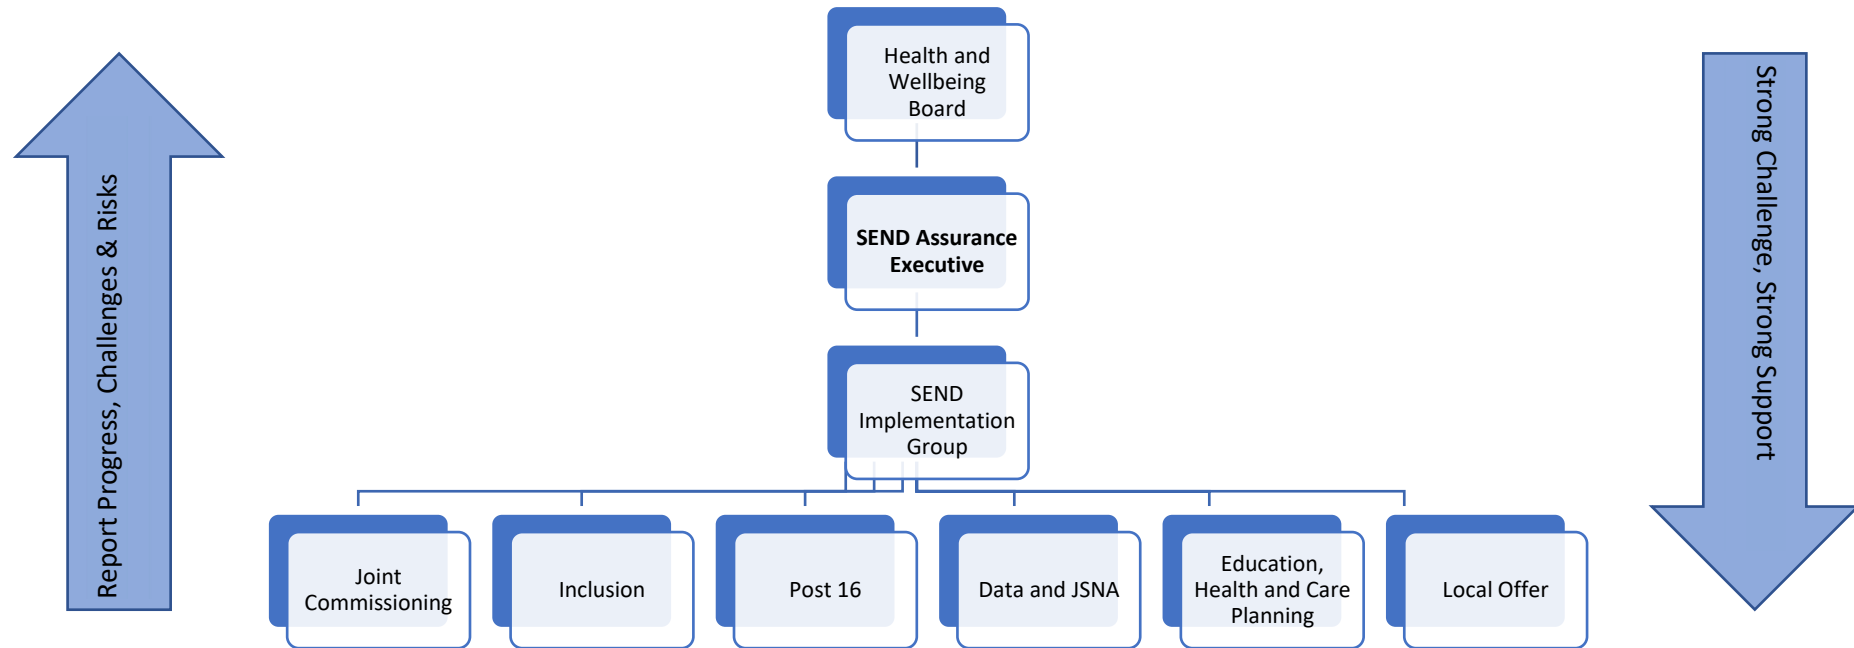 Health and
Wellbeing
Board
Report Progress, Challenges & Risks
Strong Challenge, Strong Support
SEND Assurance
Executive
SEND
Implementation
Group
Joint
Commissioning
Inclusion
Post 16
Data and JSNA
Education,
Health and Care
Planning
Local Offer